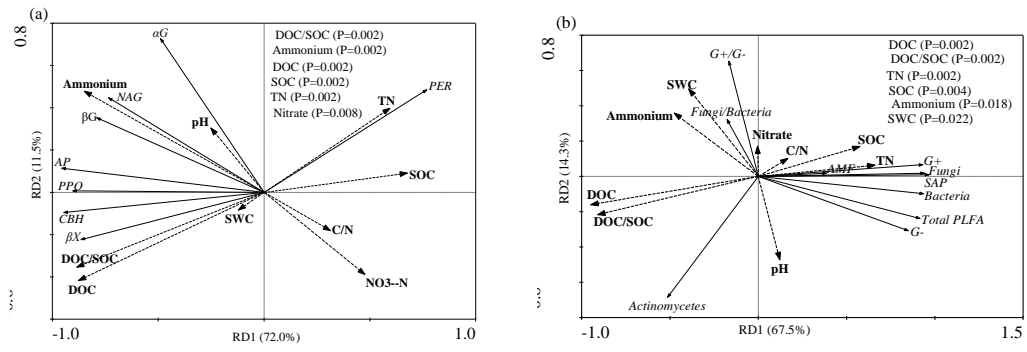 (a)
0.8
αG
DOC/SOC (P=0.002)
Ammonium (P=0.002)
DOC (P=0.002)
SOC (P=0.002)
TN (P=0.002)
Nitrate (P=0.008)
Ammonium
NAG
βG
pH
TN
PER
AP
PPO
SOC
CBH
SWC
C/N
βX
DOC/SOC
DOC
NO3--N
RD2 (11.5%)
-1.0
RD1 (72.0%)
1.0
(b)
0.8
G+/G-
DOC (P=0.002)
DOC/SOC (P=0.002)
TN (P=0.002)
SOC (P=0.004)
Ammonium (P=0.018)
SWC (P=0.022)
SWC
Fungi/Bacteria
Ammonium
Nitrate
C/N
SOC
TN
AMF
G+
Fungi
SAP
Bacteria
DOC
DOC/SOC
Total PLFA
G-
pH
Actinomycetes
RD2 (14.3%)
-1.0
RD1 (67.5%)
1.5